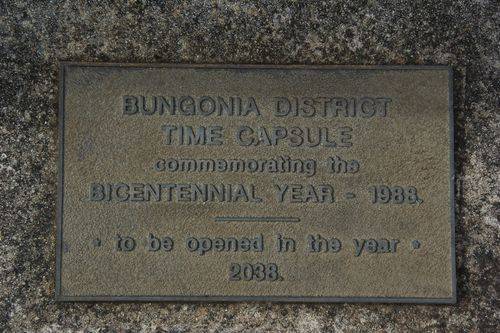 BUNGONIA DISTRICT
TIME CAPSULE
commemorating the
BICENTENNIAL YEAR - 1988.
• to be opened in the year •
2038.